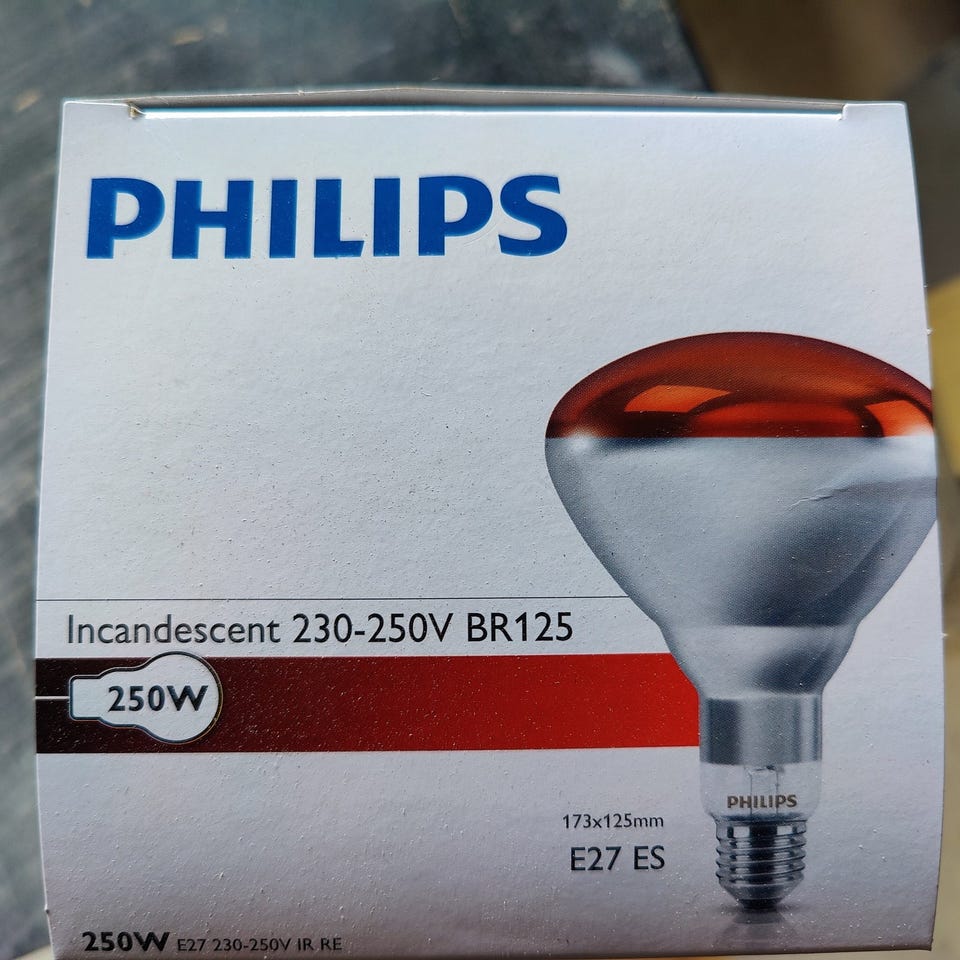 PHILIPS
Incandescent 230-250V BR125
250W
PHILIPS
173x125mm
E27 ES
250W E27 230-250V IR RE